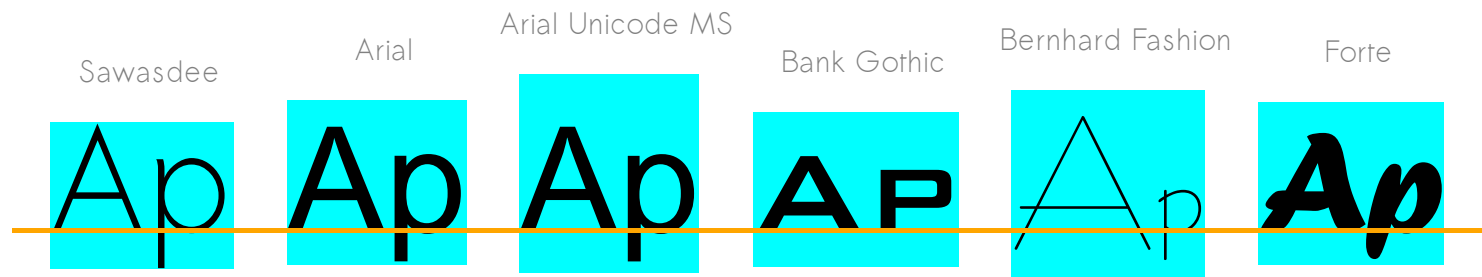 Sawasdee
Ap
Arial
Ap
Arial Unicode MS
Ap
Bank Gothic
AP
Bernhard Fashion
Ap
Forte
Ap